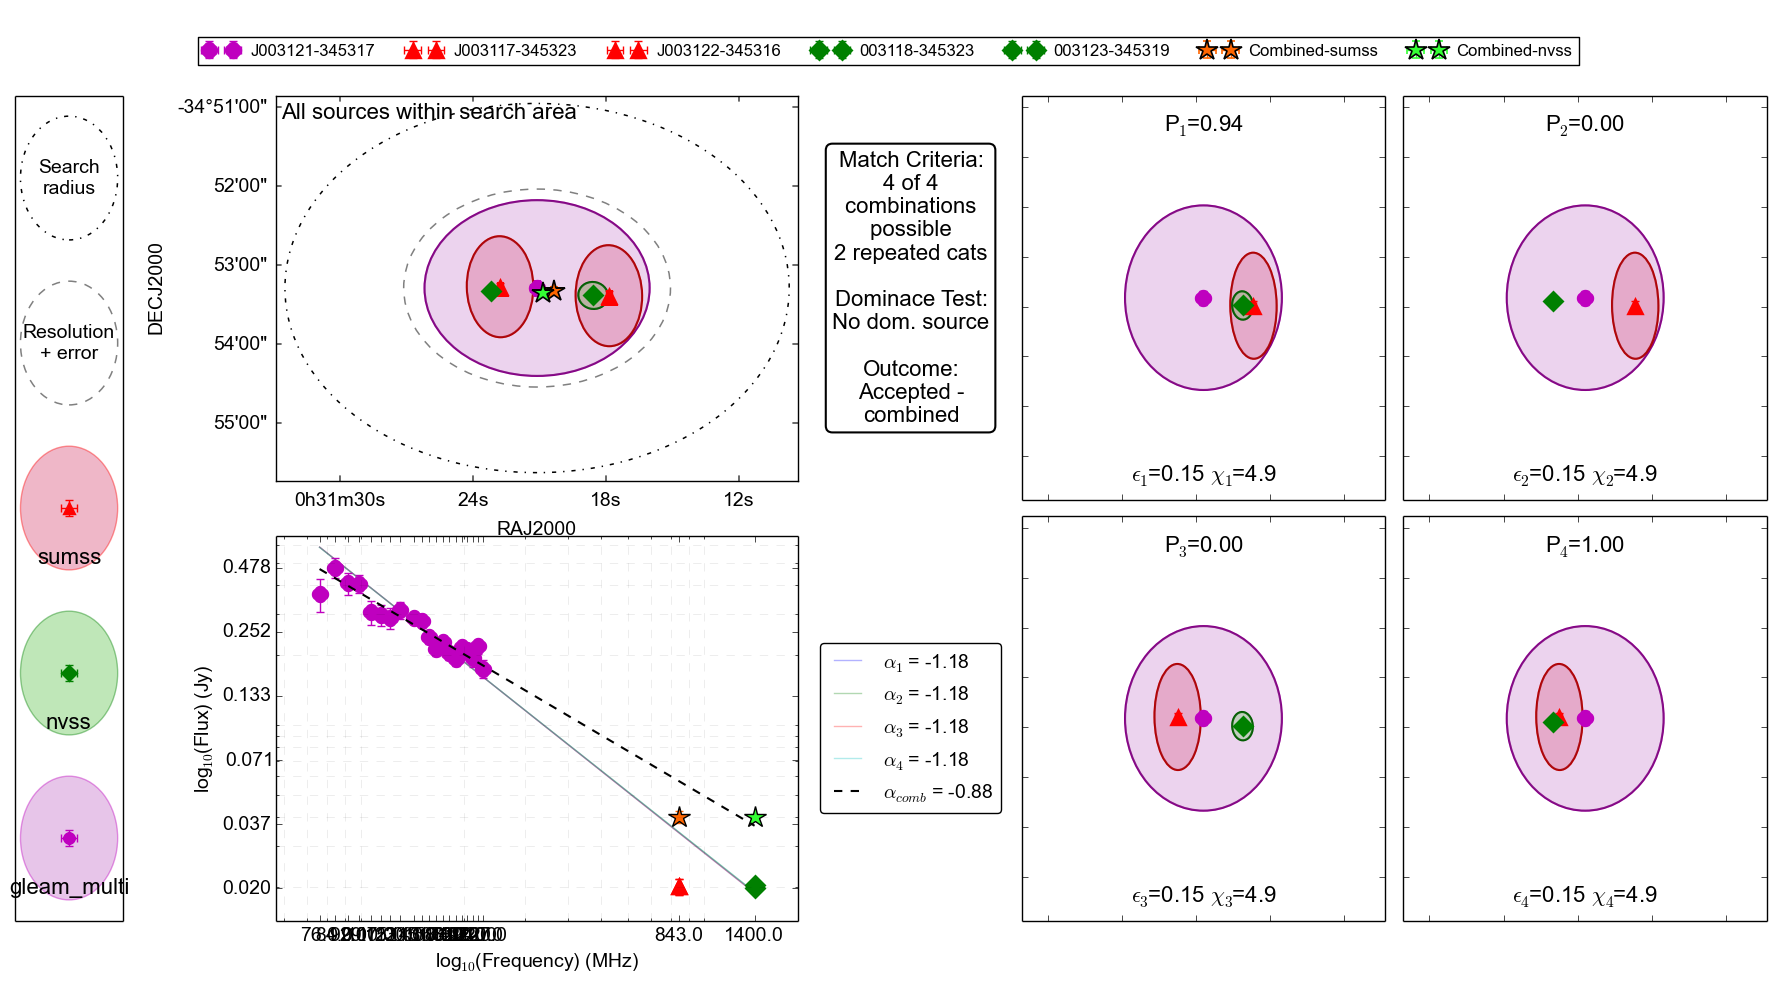 J003121-345317 J003117-345323 J003122-345316 003118-345323 003123-345319 Combined-sumss Combined-nvss
Search
radius
Resolution
+ error
sumss
nvss
gleam_multi
All sources within search area
-34°51'00"
52'00"
53'00"
54'00"
55'00"
DECJ2000
0h31m30s 24s 18s 12s
RAJ2000
Match Criteria:
4 of 4
combinations
possible
2 repeated cats
Dominace Test:
No dom. source
Outcome:
Accepted -
combined
P1=0.94
ϵ1=0.15 χ1=4.9
P2=0.00
ϵ2=0.15 χ2=4.9
P3=0.00
ϵ3=0.15 χ3=4.9
P4=1.00
ϵ4=0.15 χ4=4.9
0.478
0.252
0.133
0.071
0.037
0.020
log10(Flux) (Jy)
843.0 1400.0
log10(Frequency) (MHz)
α1 = -1.18
α2 = -1.18
α3 = -1.18
α4 = -1.18
αcomb = -0.88